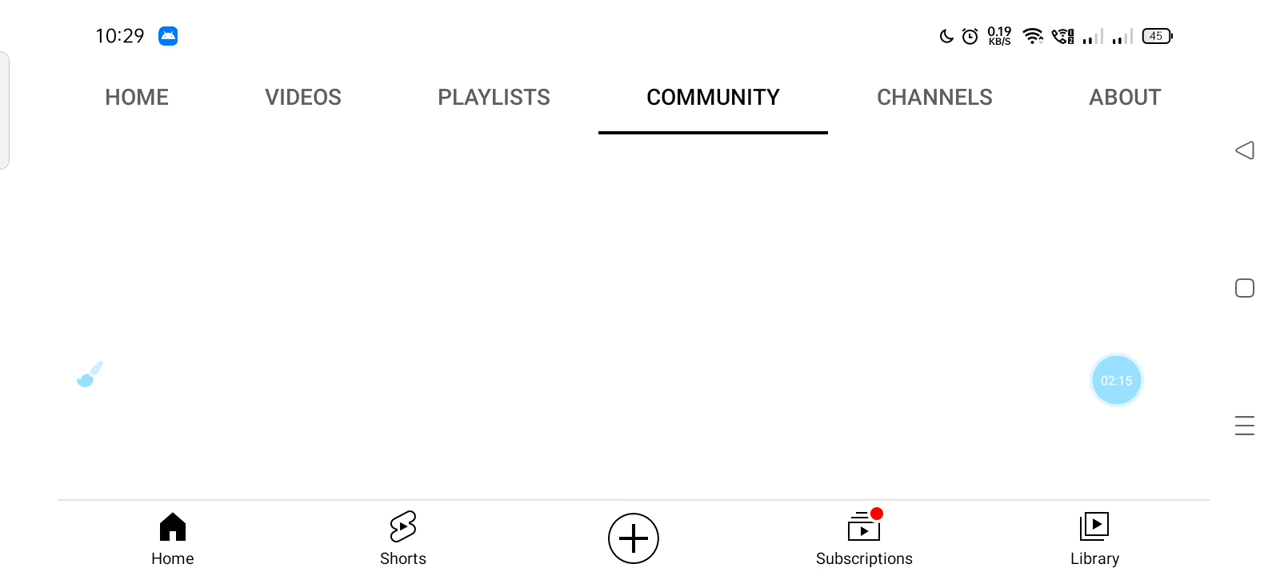 10:29 0.19 KB/S 45
HOME VIDEOS PLAYLISTS COMMUNITY CHANNELS ABOUT
02:15
Home Shorts Subscriptions Library